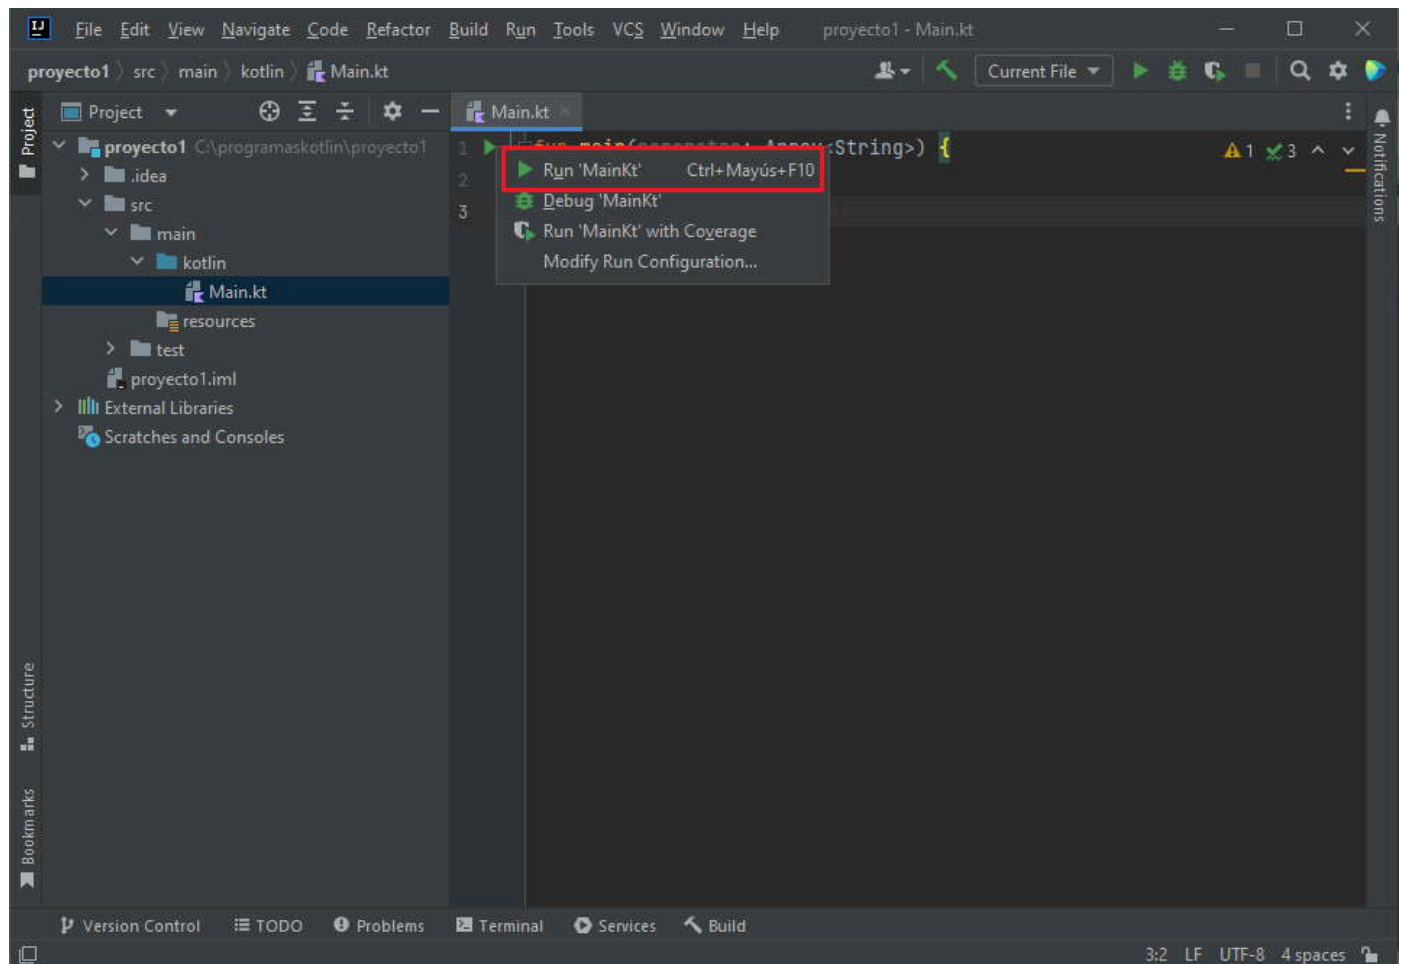 File Edit View Navigate Code Refactor Build Run Tools VCS Window Help proyecto1 - Main.kt
proyecto1 src main kotlin Main.kt Current File
Project
Project
Main.kt
proyecto1 C:\programaskotlin\proyecto1
.idea
src
main
kotlin
Main.kt
resources
test
proyecto1.iml
External Libraries
Scratches and Consoles
1 fun main( : Array<String>) {
2
3
1 3
Run 'MainKt' Ctrl+Mayús+F10
Debug 'MainKt'
Run 'MainKt' with Coverage
Modify Run Configuration...
Notifications
Structure
Bookmarks
Version Control TODO Problems Terminal Services Build
3:2 LF UTF-8 4 spaces